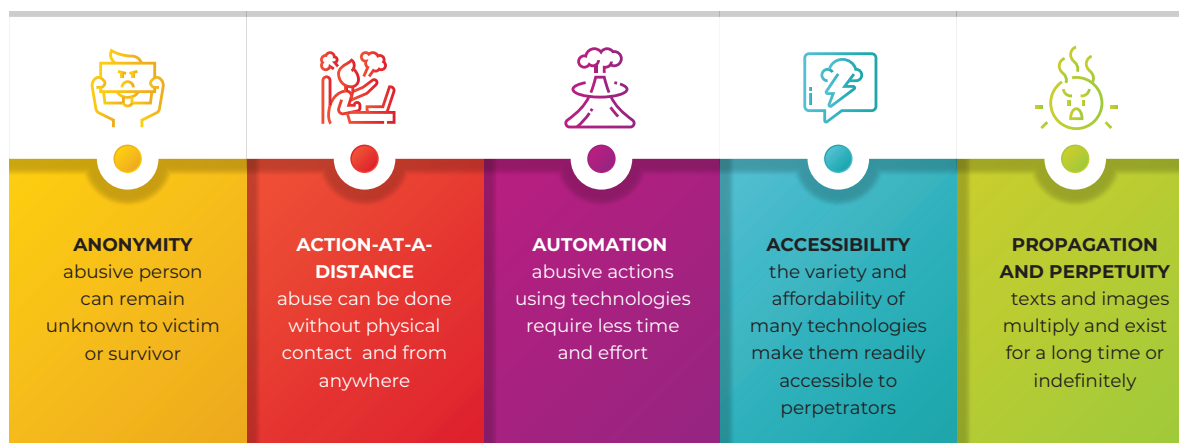 ANONYMITY
abusive person
can remain
unknown to victim
or survivor
ACTION-AT-A-
DISTANCE
abuse can be done
without physical
contact and from
anywhere
AUTOMATION
abusive actions
using technologies
require less time
and effort
i
ACCESSIBILITY
the variety and
affordability of
many technologies
make them readily
accessible to
perpetrators
PROPAGATION
AND PERPETUITY
texts and images
multiply and exist
for a long time or
indefinitely